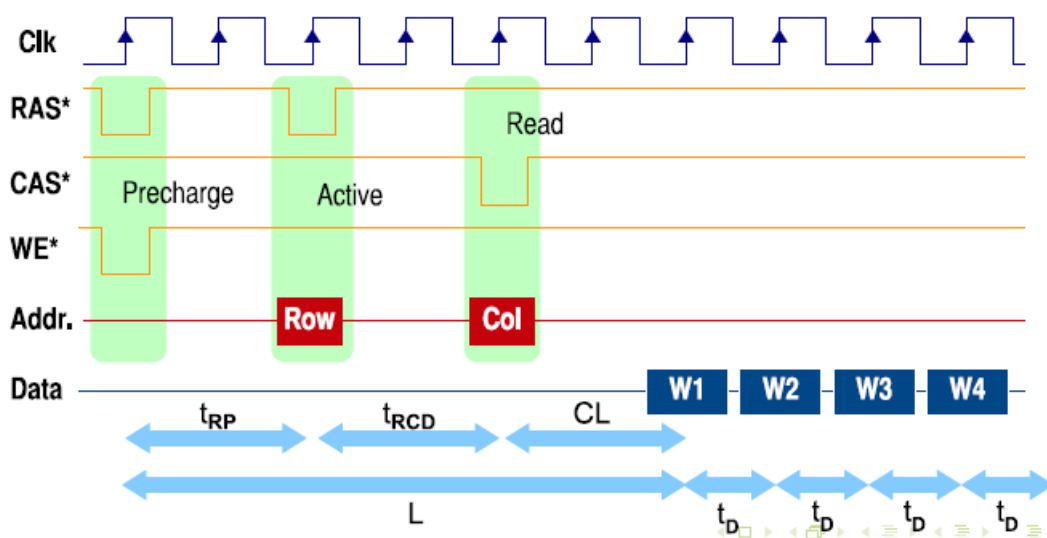 Clk
RAS*
Read
CAS*
Precharge Active
WE*
Addr. Row Col
Data W1 W2 W3 W4
tRP tRCD CL
L tD tD tD tD